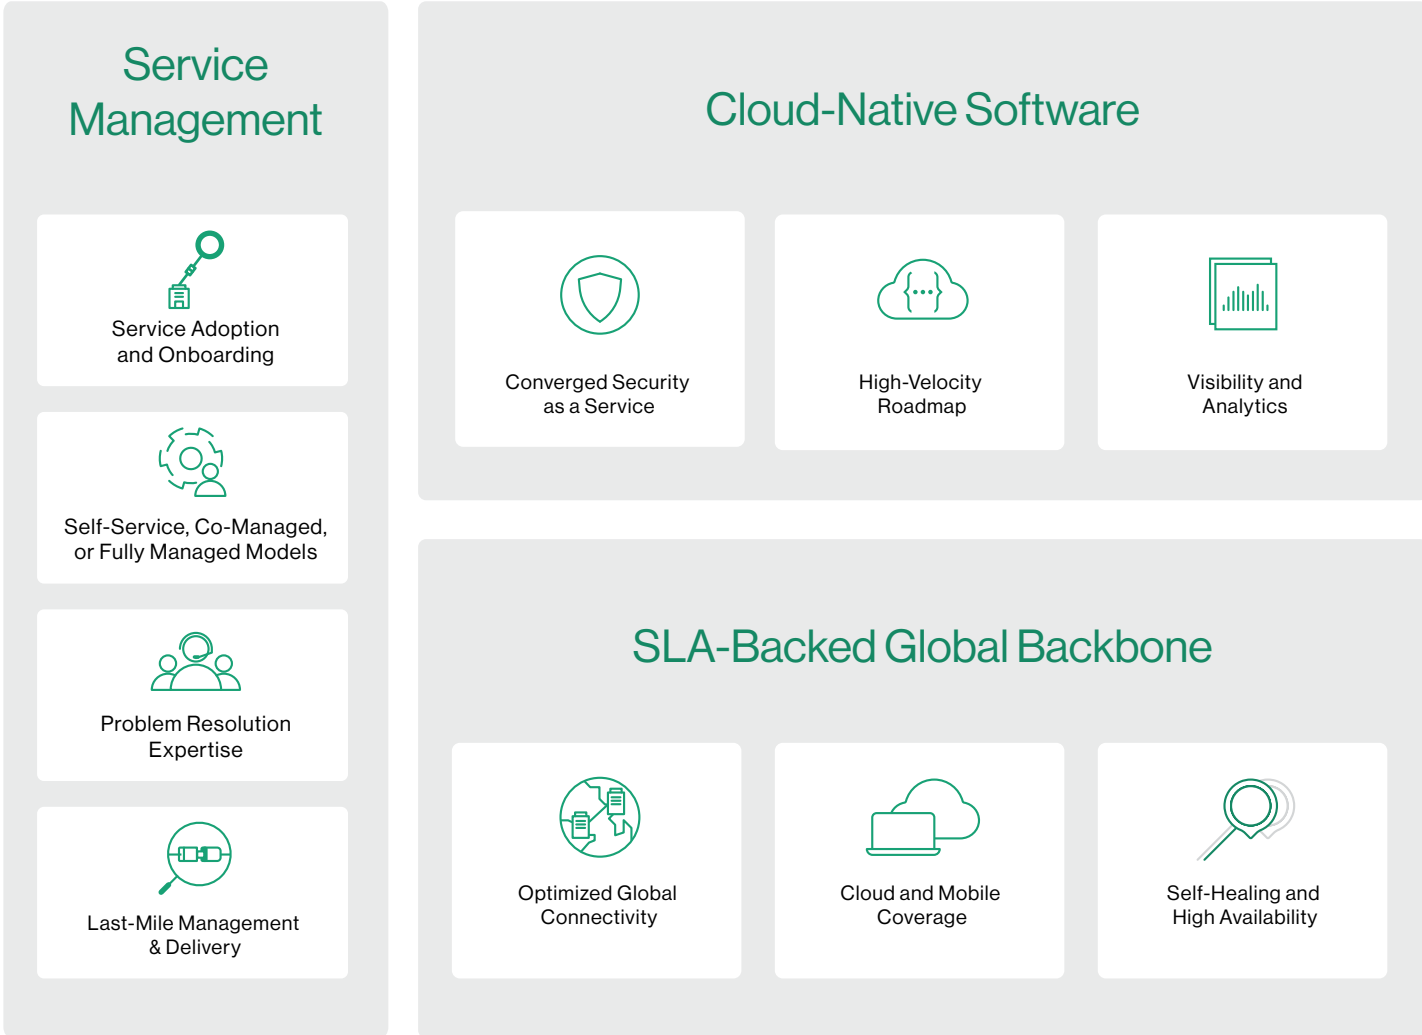 Service
Management
Service Adoption
and Onboarding
Self-Service, Co-Managed,
or Fully Managed Models
Problem Resolution
Expertise
Last-Mile Management
& Delivery
Cloud-Native Software
Converged Security
as a Service
High-Velocity
Roadmap
Visibility and
Analytics
SLA-Backed Global Backbone
Optimized Global
Connectivity
Cloud and Mobile
Coverage
Self-Healing and
High Availability